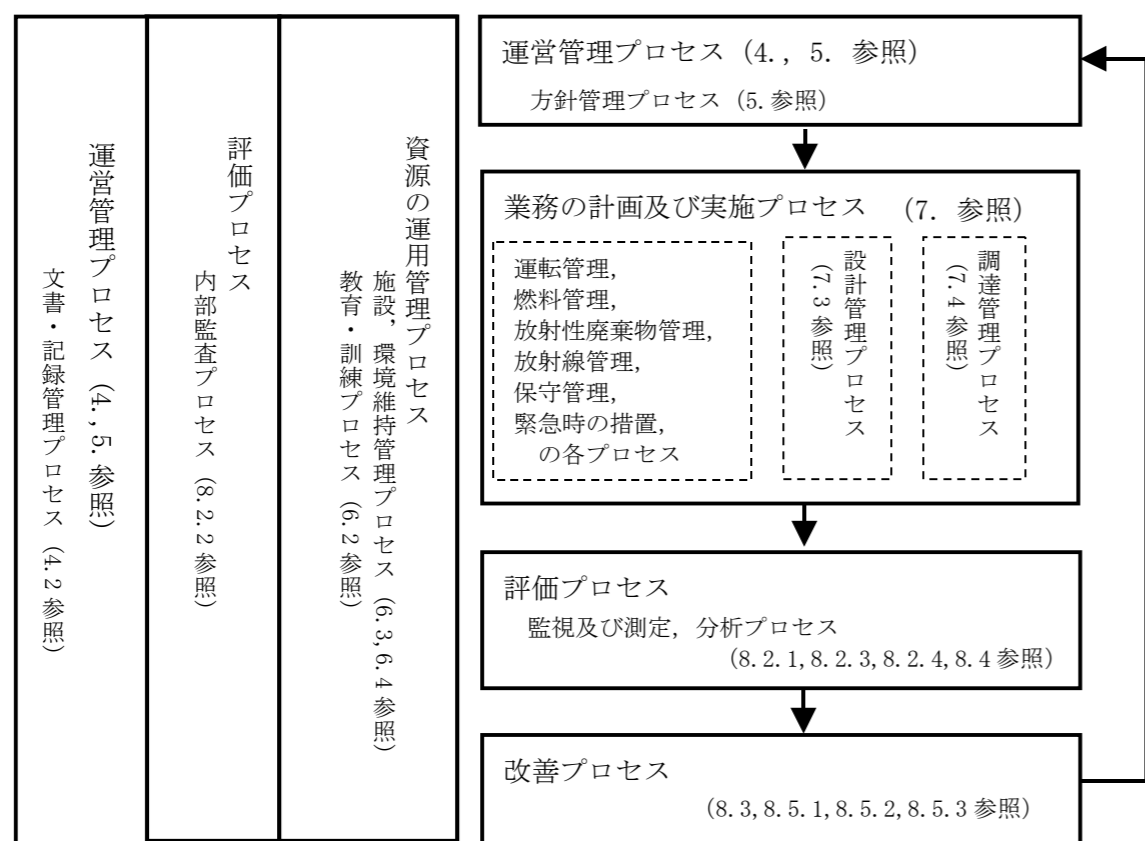 運営管理プロセス (4., 5. 参照)
文書・記録管理プロセス (4.2参照)
評価プロセス
内部監査プロセス (8.2.2参照)
資源の運用管理プロセス
施設，環境維持管理プロセス (6.3,6.4参照)
教育・訓練プロセス (6.2参照)
運営管理プロセス (4., 5. 参照)
方針管理プロセス (5.参照)
業務の計画及び実施プロセス (7. 参照)
運転管理，
燃料管理，
放射性廃棄物管理，
放射線管理，
保守管理，
緊急時の措置，
の各プロセス
設計管理プロセス
(7.3参照)
調達管理プロセス
(7.4参照)
評価プロセス
監視及び測定，分析プロセス
(8.2.1,8.2.3,8.2.4,8.4参照)
改善プロセス
(8.3,8.5.1,8.5.2,8.5.3参照)